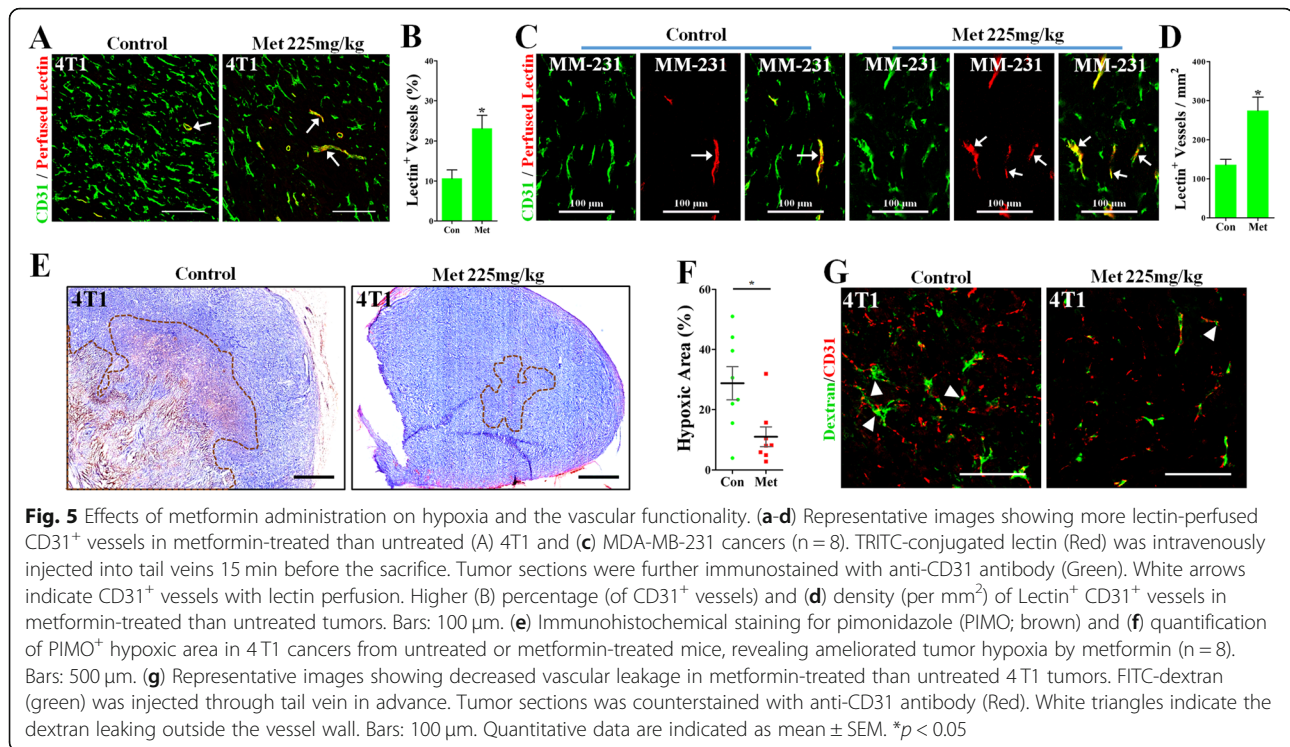 A
Control
Met 225mg/kg
CD31 / Perfused Lectin
4T1
4T1
B
Lectin+ Vessels (%)
40
30
20
10
0
*
Con
Met
C
Control
Met 225mg/kg
CD31 / Perfused Lectin
MM-231
MM-231
MM-231
MM-231
MM-231
MM-231
100 μm
100 μm
100 μm
100 μm
100 μm
100 μm
D
Lectin+ Vessels / mm²
400
300
200
100
0
*
Con
Met
E
Control
Met 225mg/kg
4T1
4T1
F
Hypoxic Area (%)
60
40
20
0
*
Con
Met
G
Control
Met 225mg/kg
Dextran/CD31
4T1
4T1
Fig. 5 Effects of metformin administration on hypoxia and the vascular functionality. (a-d) Representative images showing more lectin-perfused
CD31+ vessels in metformin-treated than untreated (A) 4T1 and (c) MDA-MB-231 cancers (n = 8). TRITC-conjugated lectin (Red) was intravenously
injected into tail veins 15 min before the sacrifice. Tumor sections were further immunostained with anti-CD31 antibody (Green). White arrows
indicate CD31+ vessels with lectin perfusion. Higher (B) percentage (of CD31+ vessels) and (d) density (per mm²) of Lectin+ CD31+ vessels in
metformin-treated than untreated tumors. Bars: 100 μm. (e) Immunohistochemical staining for pimonidazole (PIMO; brown) and (f) quantification
of PIMO+ hypoxic area in 4 T1 cancers from untreated or metformin-treated mice, revealing ameliorated tumor hypoxia by metformin (n = 8).
Bars: 500 μm. (g) Representative images showing decreased vascular leakage in metformin-treated than untreated 4 T1 tumors. FITC-dextran
(green) was injected through tail vein in advance. Tumor sections was counterstained with anti-CD31 antibody (Red). White triangles indicate the
dextran leaking outside the vessel wall. Bars: 100 μm. Quantitative data are indicated as mean ± SEM. *p < 0.05